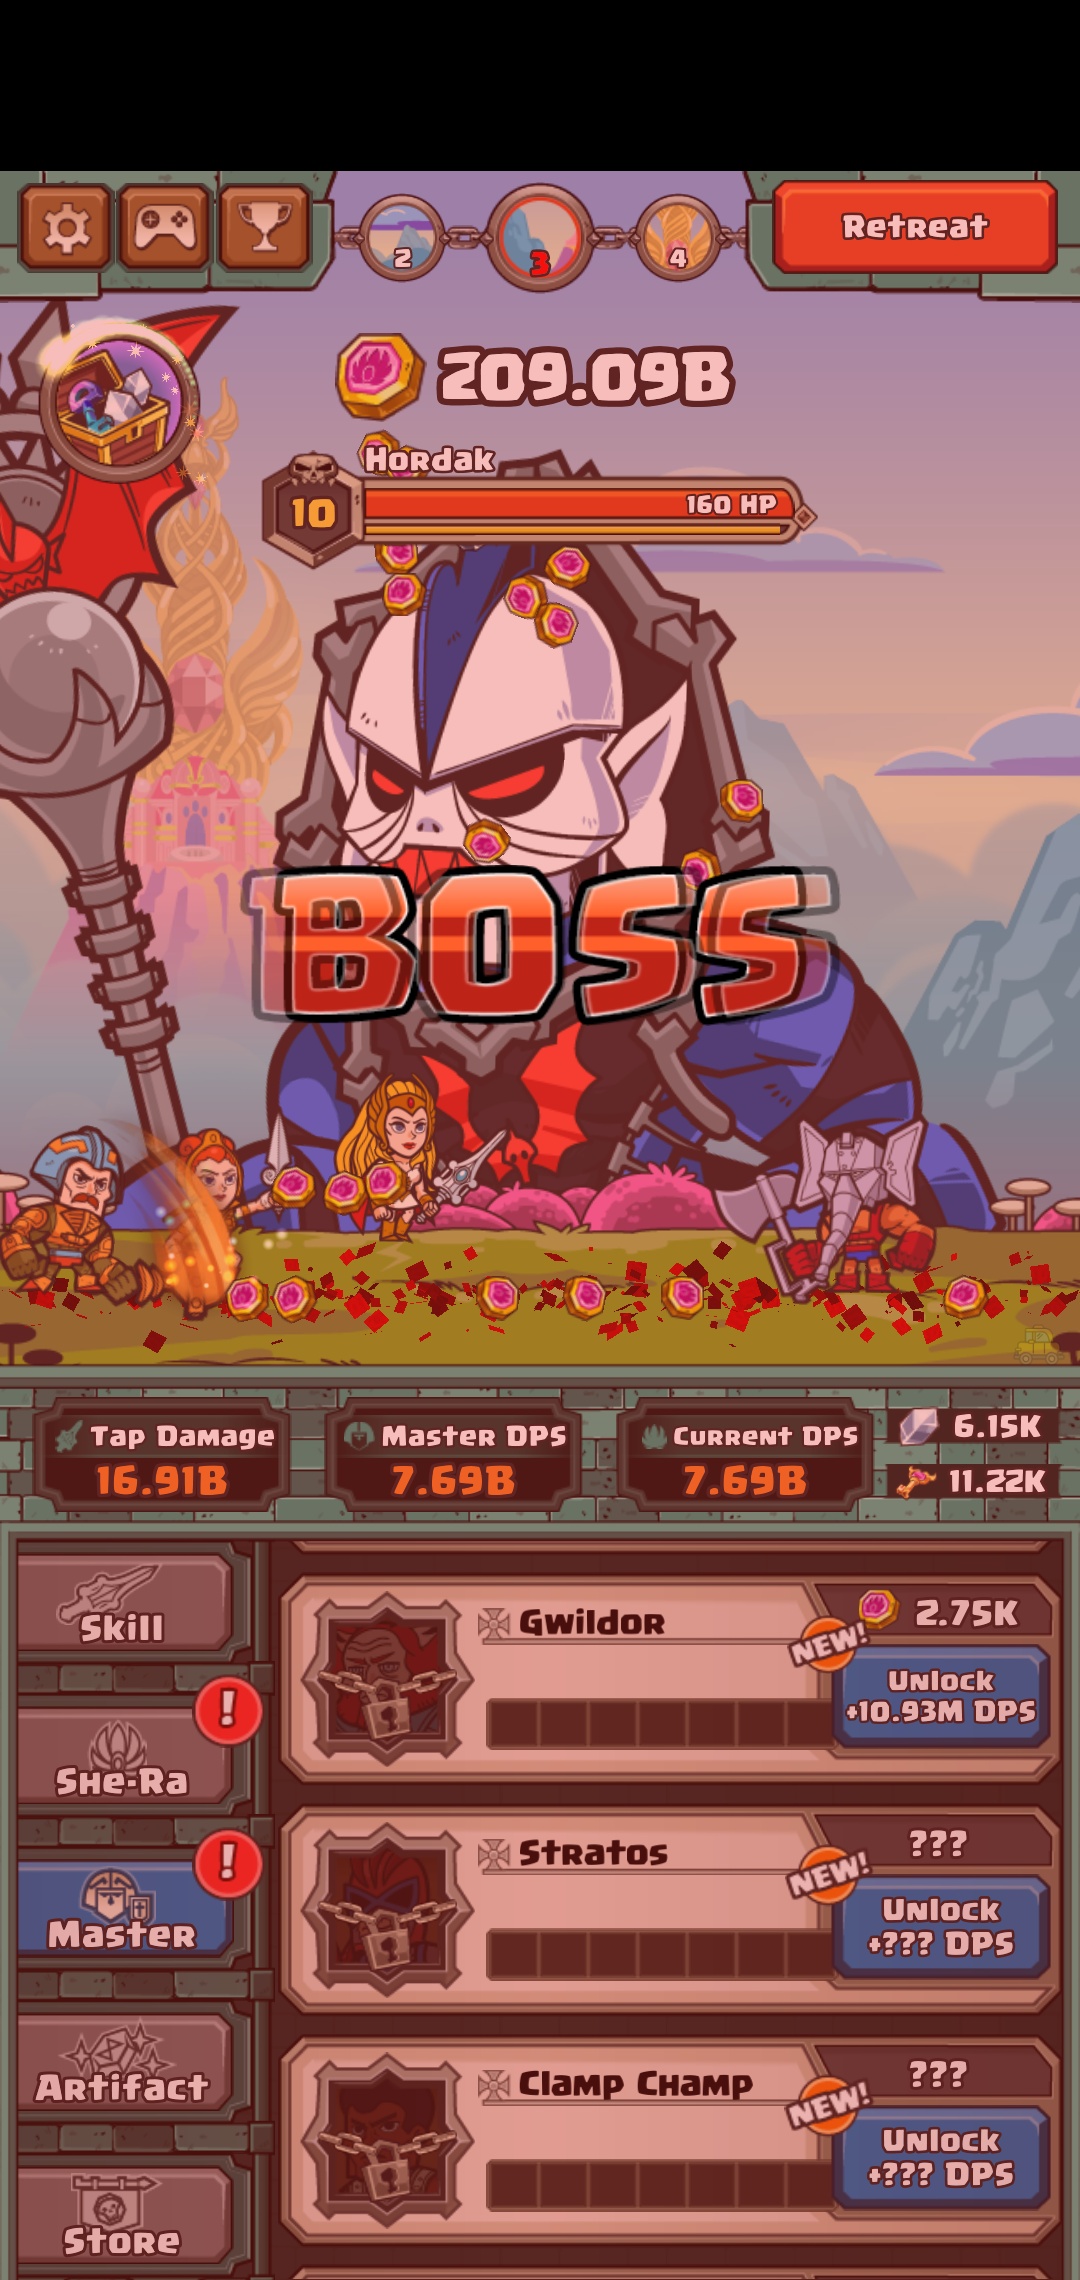 2
3
4
Retreat
209.09B
Hordak
10
160 HP
BOSS
Tap Damage
16.91B
Master DPS
7.69B
Current DPS
7.69B
6.15K
11.22K
Skill
She-Ra
!
Master
!
Artifact
Store
Gwildor
NEW!
2.75K
Unlock
+10.93M DPS
Stratos
NEW!
???
Unlock
+??? DPS
Clamp Champ
NEW!
???
Unlock
+??? DPS